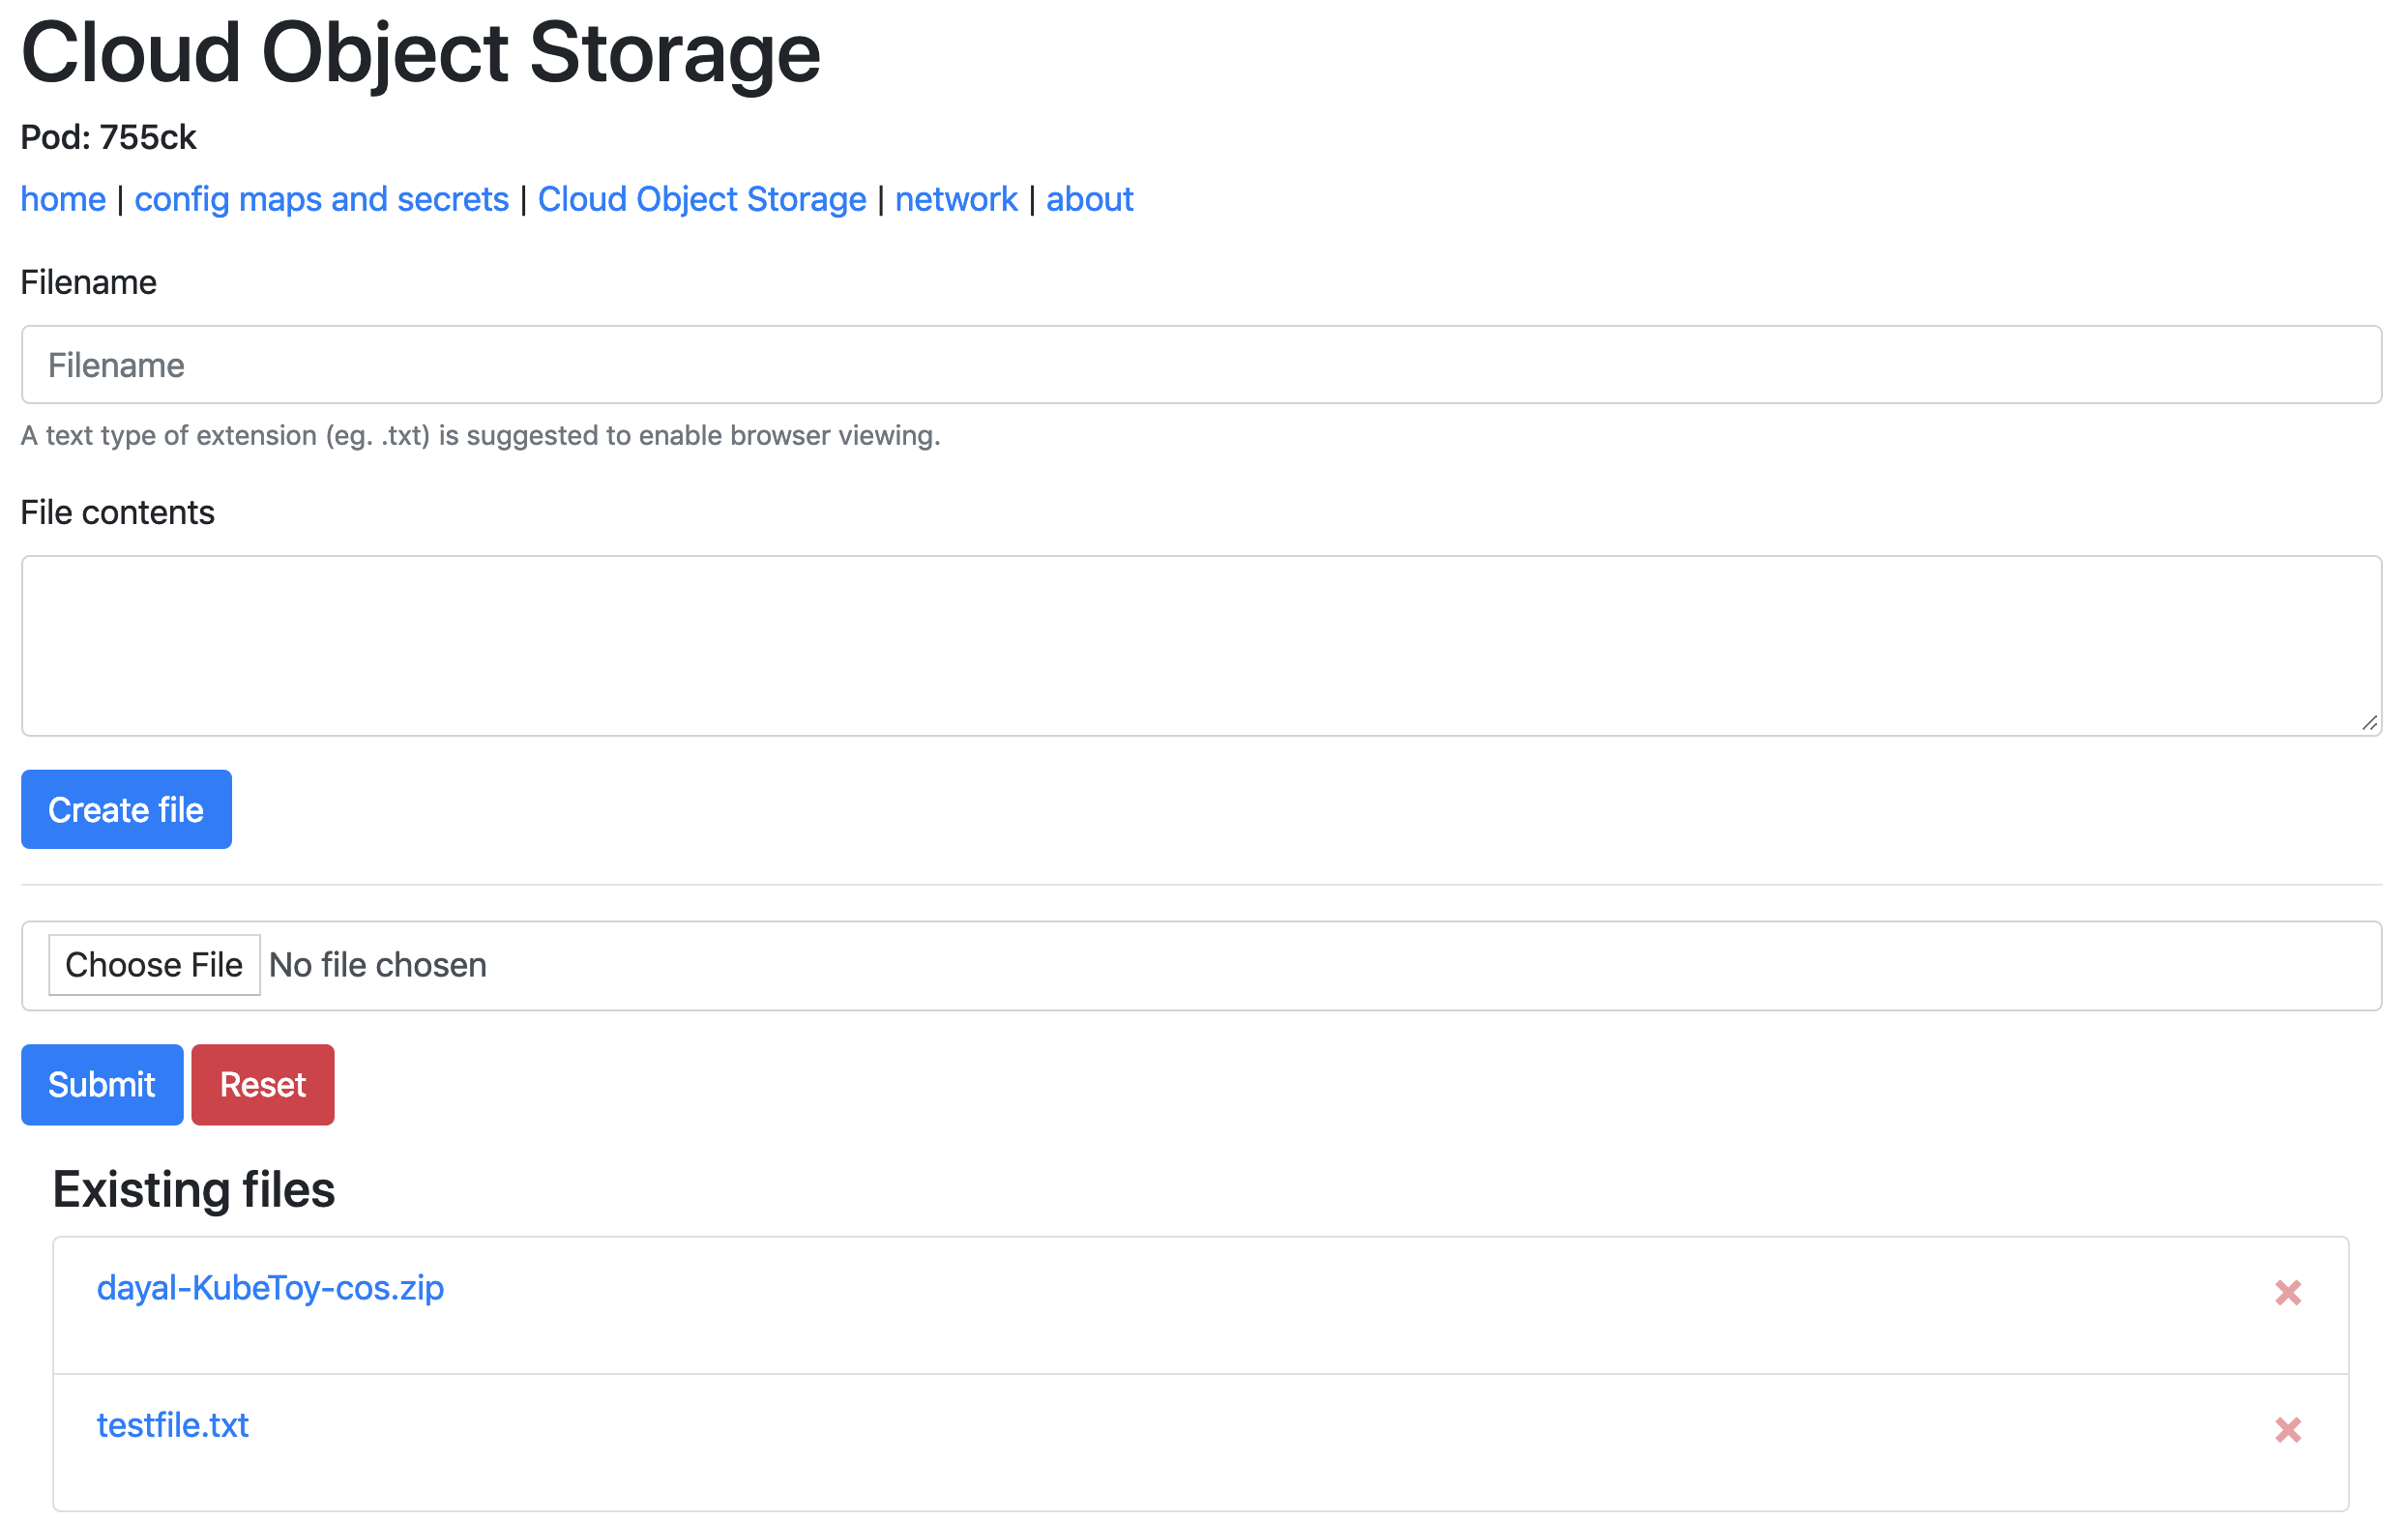 Cloud Object Storage
Pod: 755ck
home | config maps and secrets | Cloud Object Storage | network | about
Filename
Filename
A text type of extension (eg. .txt) is suggested to enable browser viewing.
File contents
Create file
Choose File No file chosen
Submit Reset
Existing files
dayal-KubeToy-cos.zip
testfile.txt